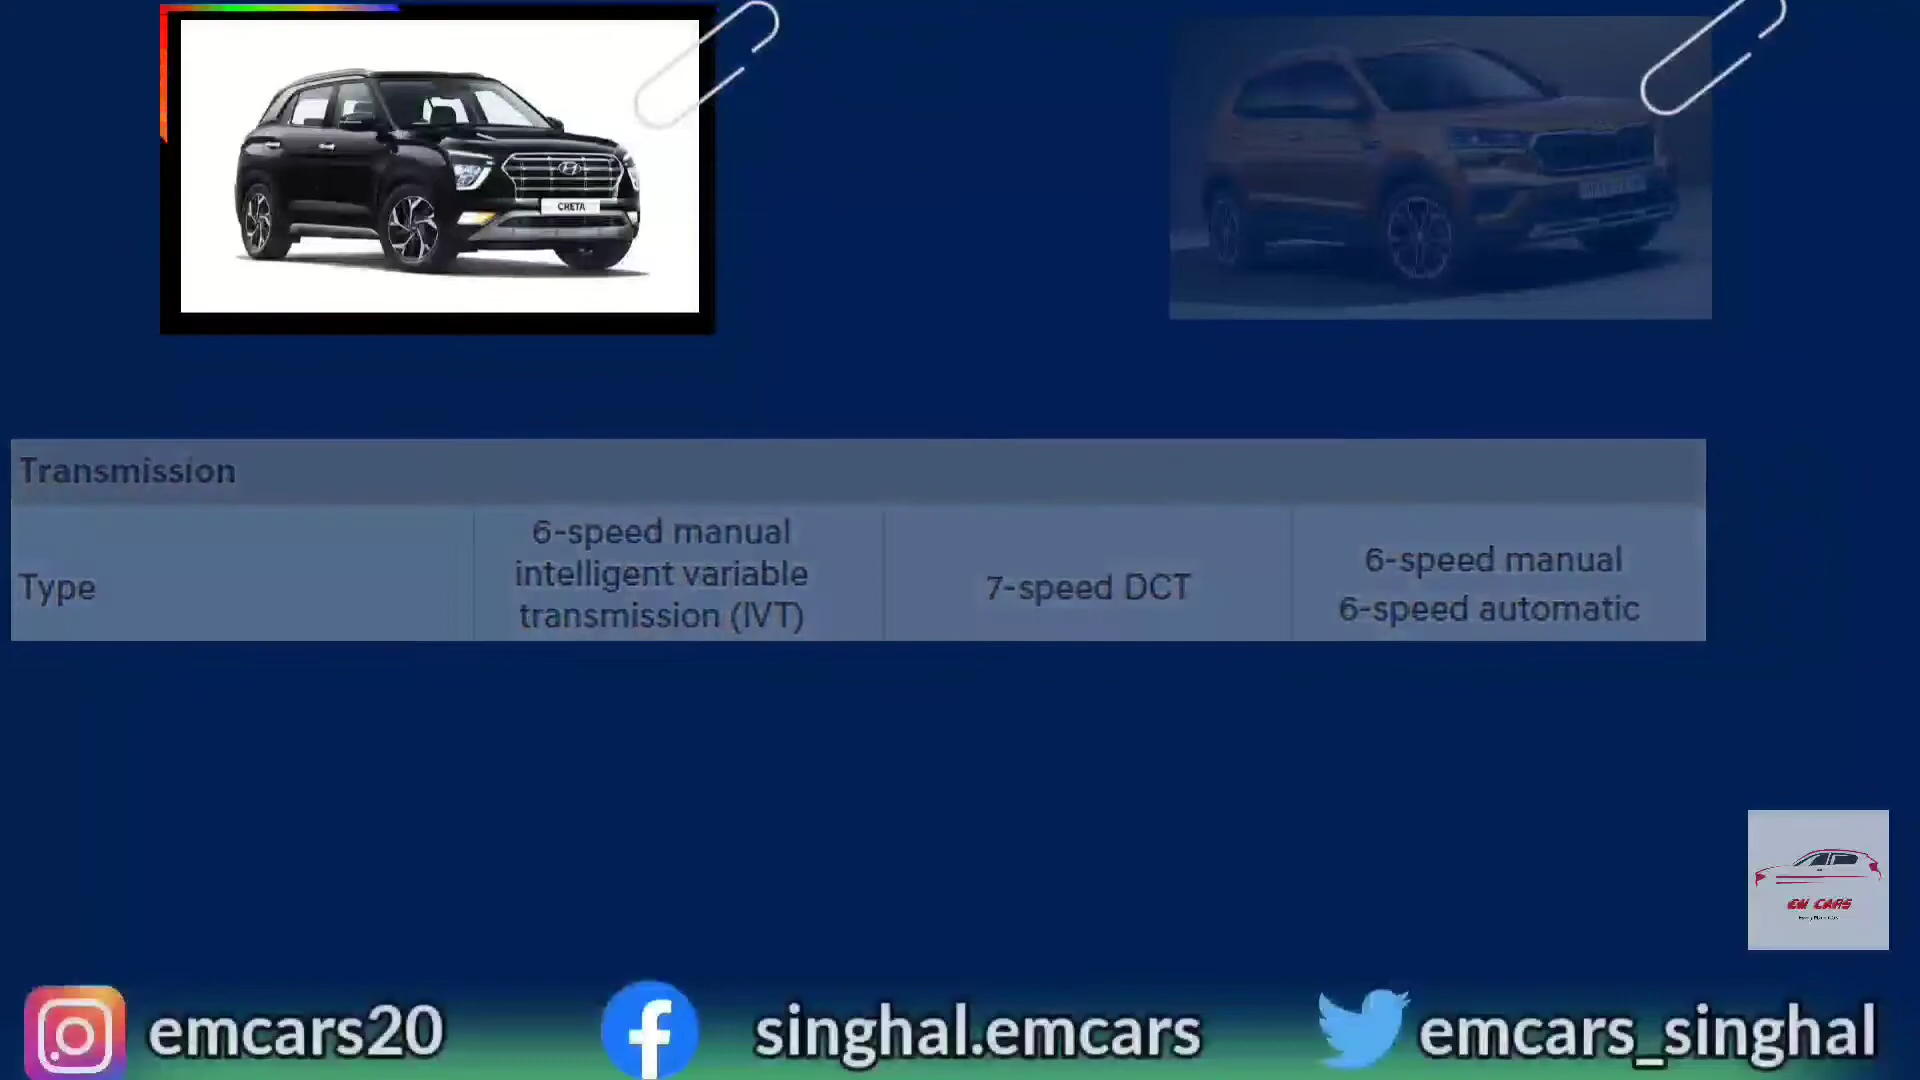 CRETA
Transmission
Type
6-speed manual
intelligent variable
transmission (IVT)
7-speed DCT
6-speed manual
6-speed automatic
EM CARS
emcars20
singhal.emcars
emcars_singhal